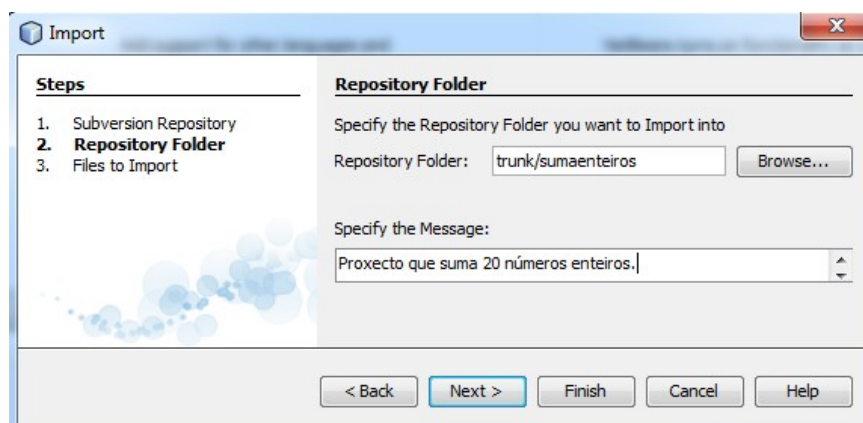 Import
Steps
1. Subversion Repository
2. Repository Folder
3. Files to Import
Repository Folder
Specify the Repository Folder you want to Import into
Repository Folder: trunk/sumaenteiros Browse...
Specify the Message:
Proxecto que suma 20 números enteiros.
< Back Next > Finish Cancel Help